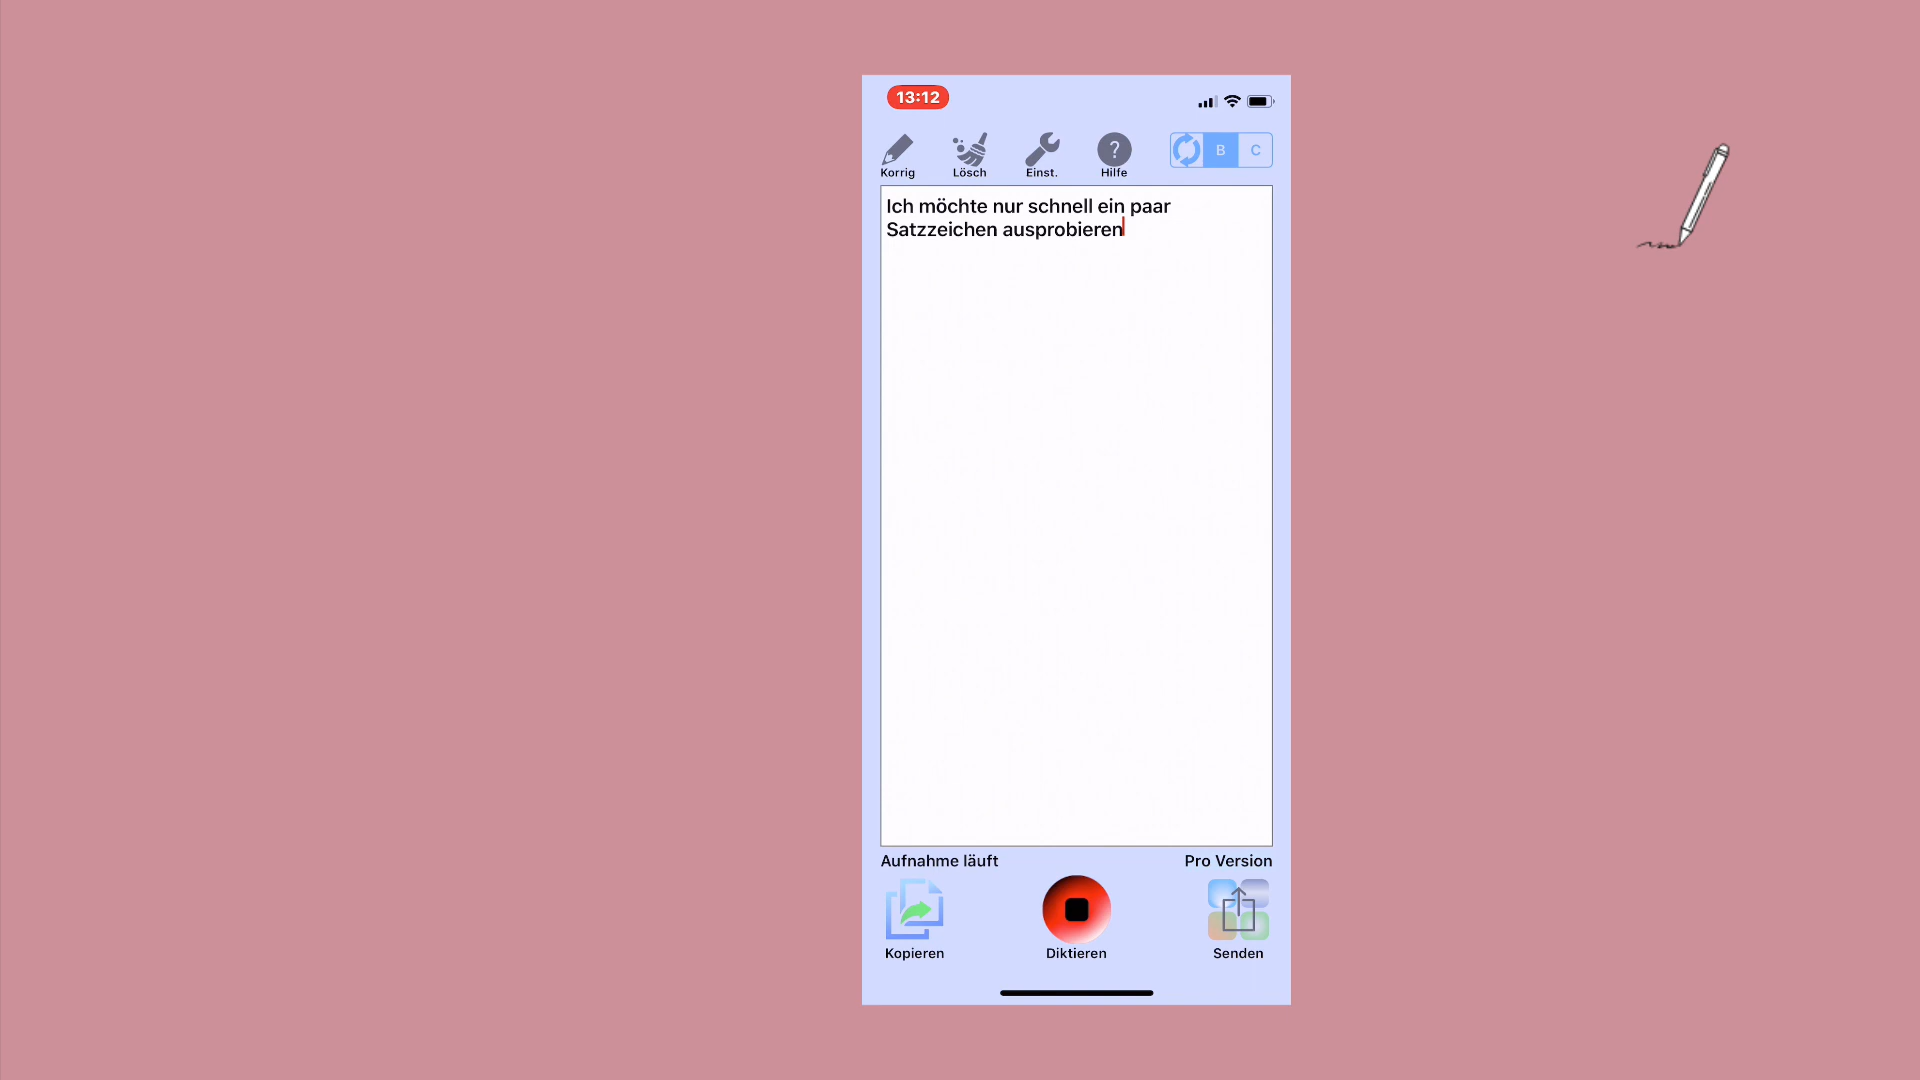 13:12
Korrig
Lösch
Einst.
?
Hilfe
B
C
Ich möchte nur schnell ein paar
Satzzeichen ausprobieren
Aufnahme läuft
Pro Version
Kopieren
Diktieren
Senden